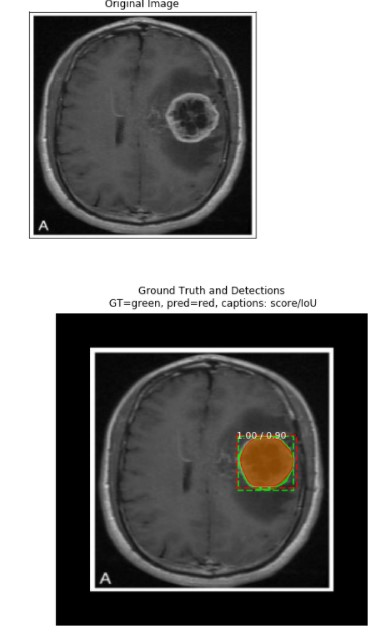 Original Image
A
Ground Truth and Detections
GT=green, pred=red, captions: score/IoU
1.00 / 0.90
A